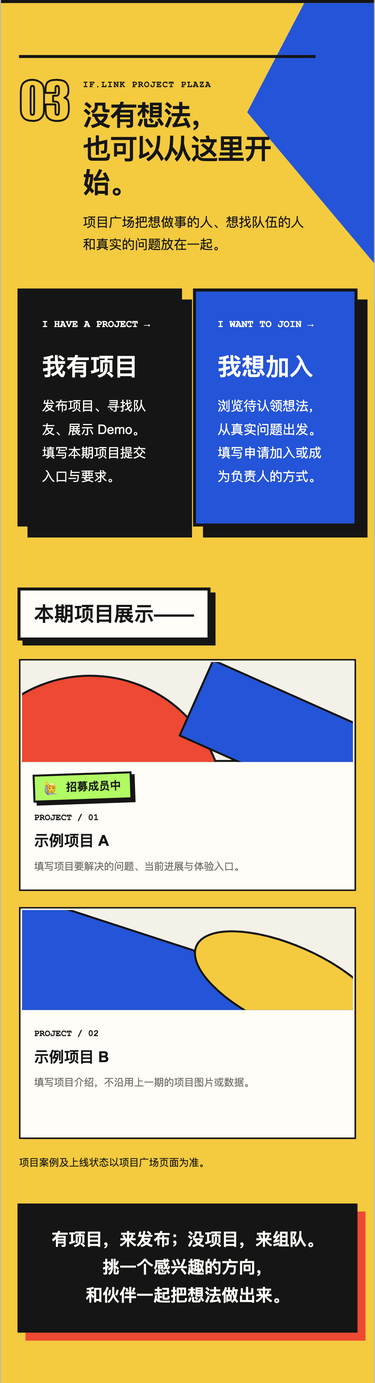 03
IF.LINK PROJECT PLAZA
没有想法，
也可以从这里开
始。
项目广场把想做事的人、想找队伍的人
和真实的问题放在一起。
I HAVE A PROJECT →
我有项目
发布项目、寻找队
友、展示 Demo。
填写本期项目提交
入口与要求。
I WANT TO JOIN →
我想加入
浏览待认领想法，
从真实问题出发。
填写申请加入或成
为负责人的方式。
本期项目展示——
招募成员中
PROJECT / 01
示例项目 A
填写项目要解决的问题、当前进展与体验入口。
PROJECT / 02
示例项目 B
填写项目介绍，不沿用上一期的项目图片或数据。
项目案例及上线状态以项目广场页面为准。
有项目，来发布；没项目，来组队。
挑一个感兴趣的方向，
和伙伴一起把想法做出来。